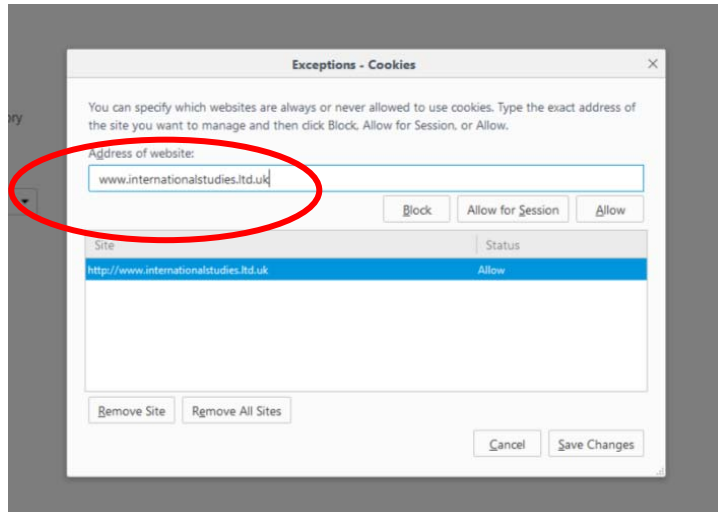 Exceptions - Cookies
ory
You can specify which websites are always or never allowed to use cookies. Type the exact address of
the site you want to manage and then click Block, Allow for Session, or Allow.
Address of website:
www.internationalstudies.ltd.uk
Block Allow for Session Allow
Site Status
http://www.internationalstudies.ltd.uk Allow
Remove Site Remove All Sites
Cancel Save Changes